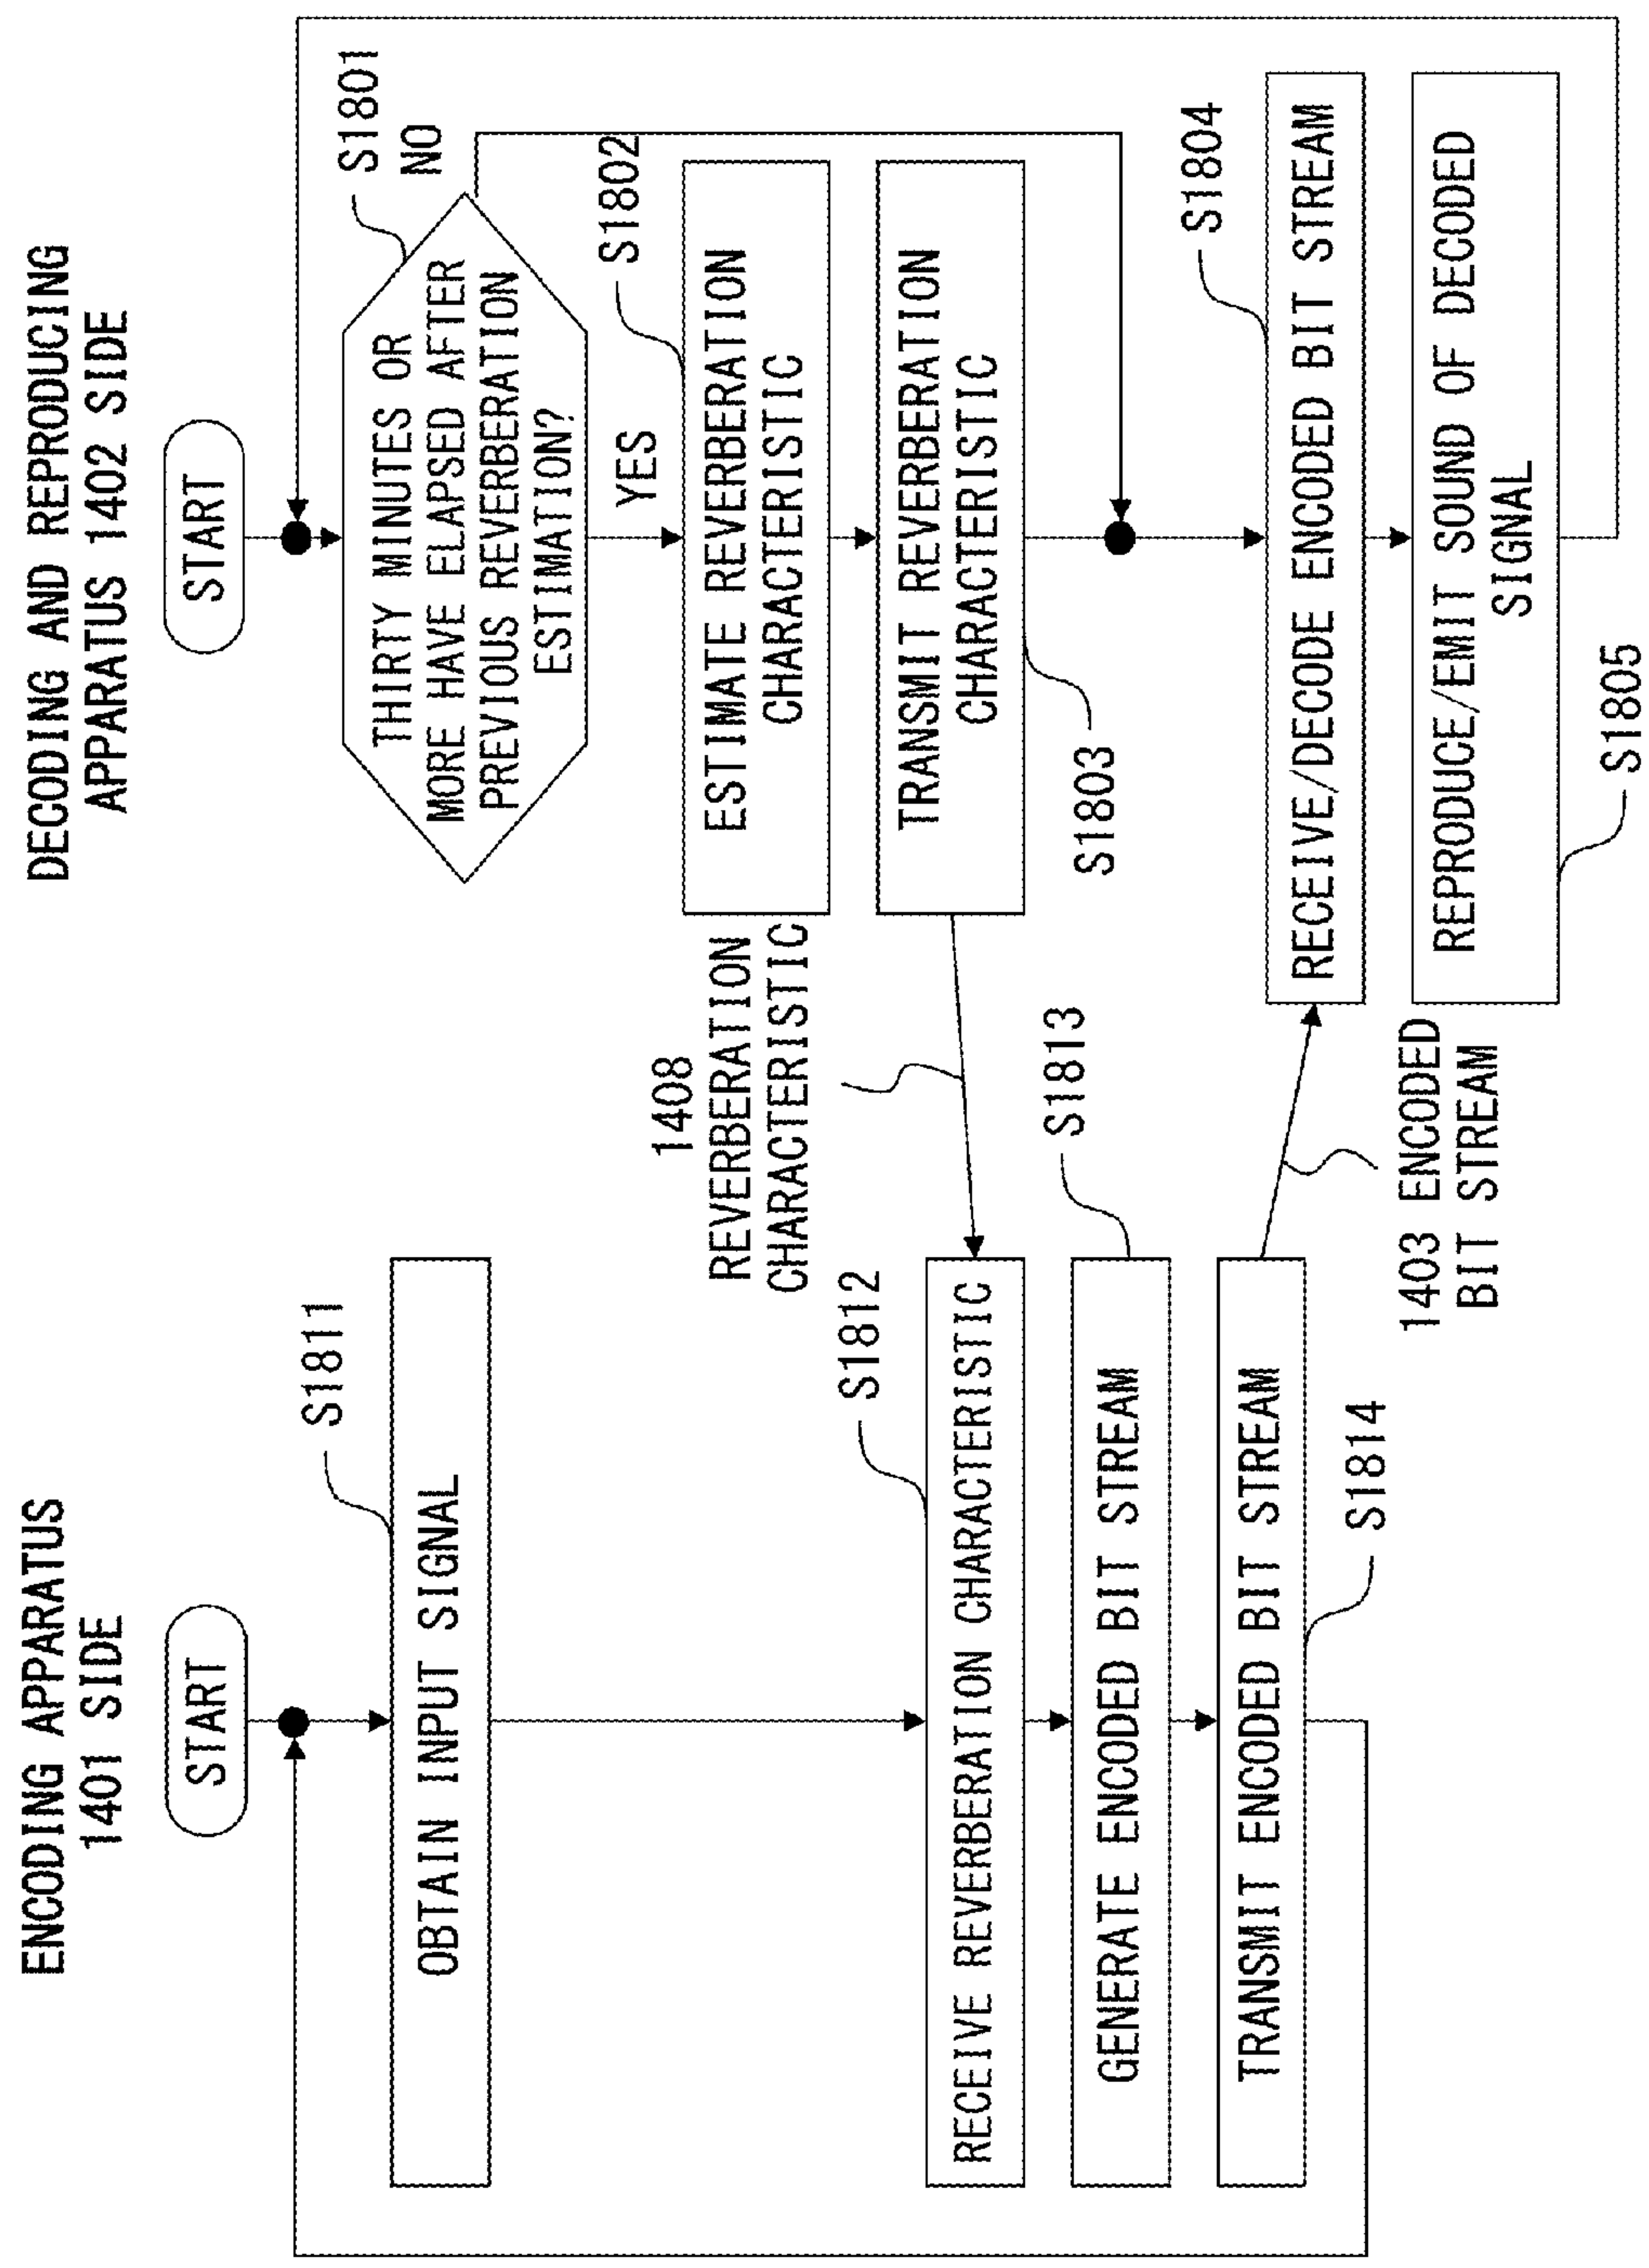 ENCODING APPARATUS
1401 SIDE
START
S1811
OBTAIN INPUT SIGNAL
S1812
RECEIVE REVERBERATION CHARACTERISTIC
S1813
GENERATE ENCODED BIT STREAM
TRANSMIT ENCODED BIT STREAM
S1814
1408
REVERBERATION
CHARACTERISTIC
1403 ENCODED
BIT STREAM
DECODING AND REPRODUCING
APPARATUS 1402 SIDE
START
S1801
NO
THIRTY MINUTES OR
MORE HAVE ELAPSED AFTER
PREVIOUS REVERBERATION
ESTIMATION?
YES
S1802
ESTIMATE REVERBERATION
CHARACTERISTIC
TRANSMIT REVERBERATION
CHARACTERISTIC
S1803
S1804
RECEIVE/DECODE ENCODED BIT STREAM
REPRODUCE/EMIT SOUND OF DECODED
SIGNAL
S1805